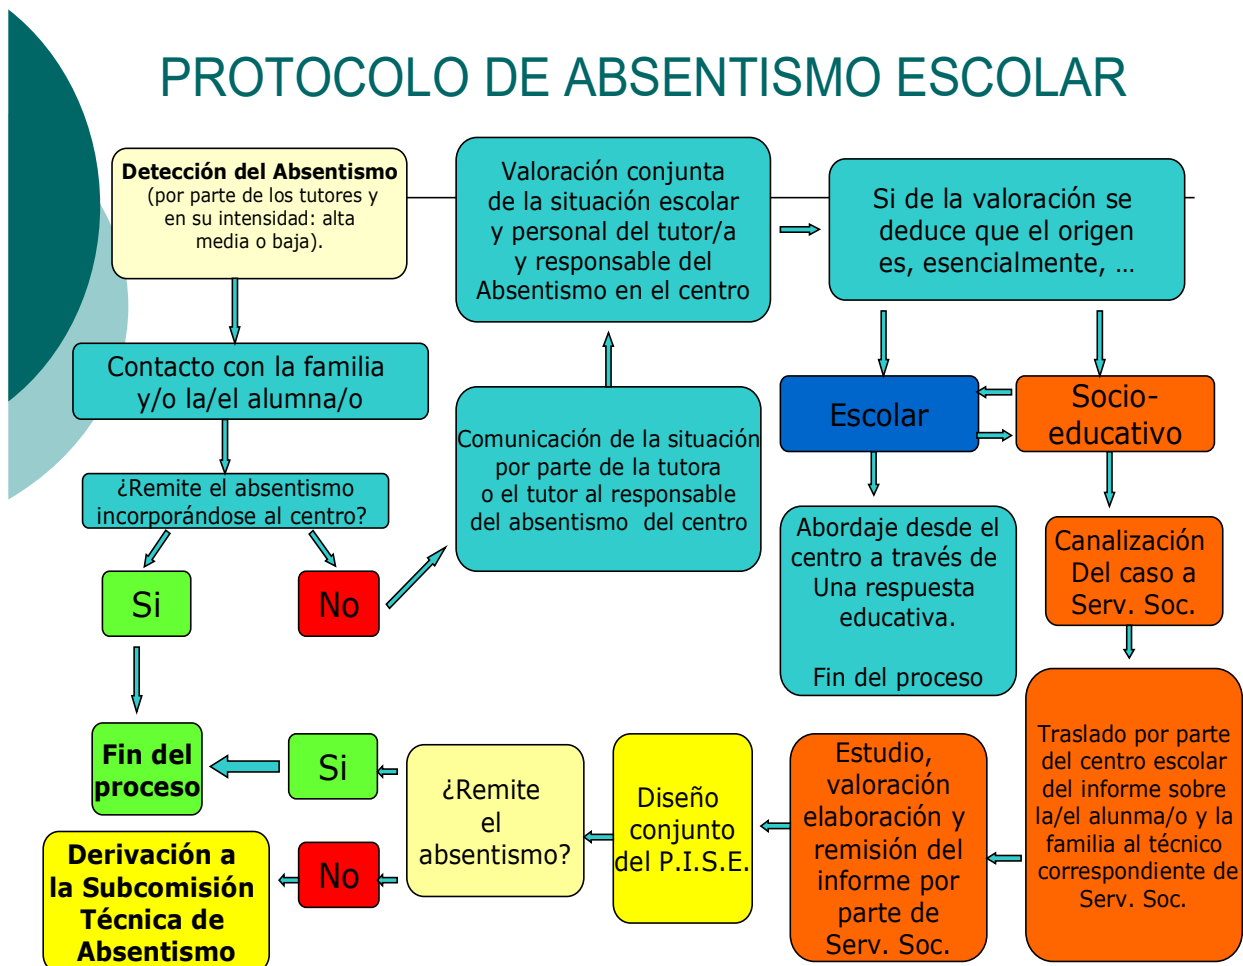 PROTOCOLO DE ABSENTISMO ESCOLAR
Detección del Absentismo
(por parte de los tutores y
en su intensidad: alta
media o baja).
Contacto con la familia
y/o la/el alumna/o
¿Remite el absentismo
incorporándose al centro?
Si
No
Comunicación de la situación
por parte de la tutora
o el tutor al responsable
del absentismo del centro
Valoración conjunta
de la situación escolar
y personal del tutor/a
y responsable del
Absentismo en el centro
Si de la valoración se
deduce que el origen
es, esencialmente, ...
Escolar
Socio-
educativo
Abordaje desde el
centro a través de
Una respuesta
educativa.
Fin del proceso
Canalización
Del caso a
Serv. Soc.
Traslado por parte
del centro escolar
del informe sobre
la/el alunma/o y la
familia al técnico
correspondiente de
Serv. Soc.
Estudio,
valoración
elaboración y
remisión del
informe por
parte de
Serv. Soc.
Diseño
conjunto
del P.I.S.E.
¿Remite
el
absentismo?
Si
No
Fin del
proceso
Derivación a
la Subcomisión
Técnica de
Absentismo